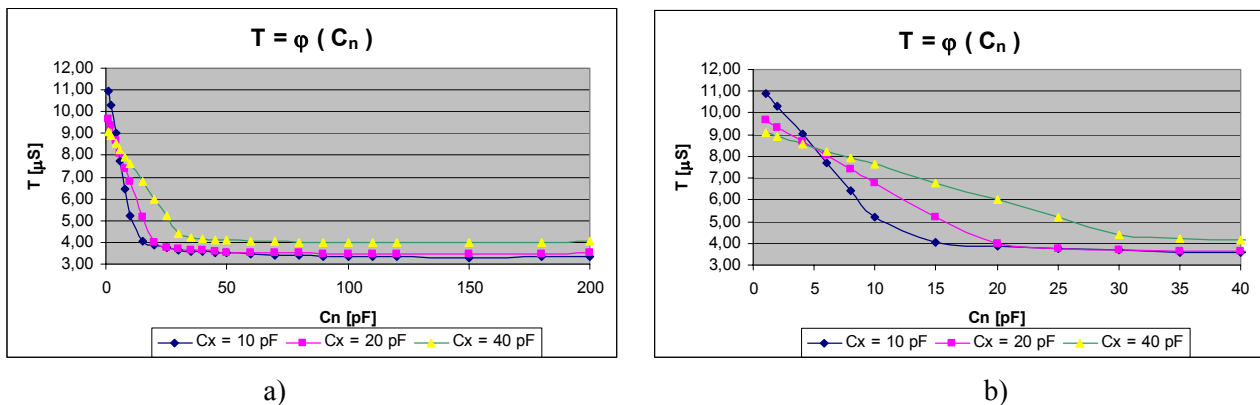 T = φ ( Cn )
12,00
11,00
10,00
9,00
8,00
7,00
6,00
5,00
4,00
3,00
T [µS]
0 50 100 150 200
Cn [pF]
Cx = 10 pF Cx = 20 pF Cx = 40 pF
a)
T = φ ( Cn )
12,00
11,00
10,00
9,00
8,00
7,00
6,00
5,00
4,00
3,00
T [µS]
0 5 10 15 20 25 30 35 40
Cn [pF]
Cx = 10 pF Cx = 20 pF Cx = 40 pF
b)